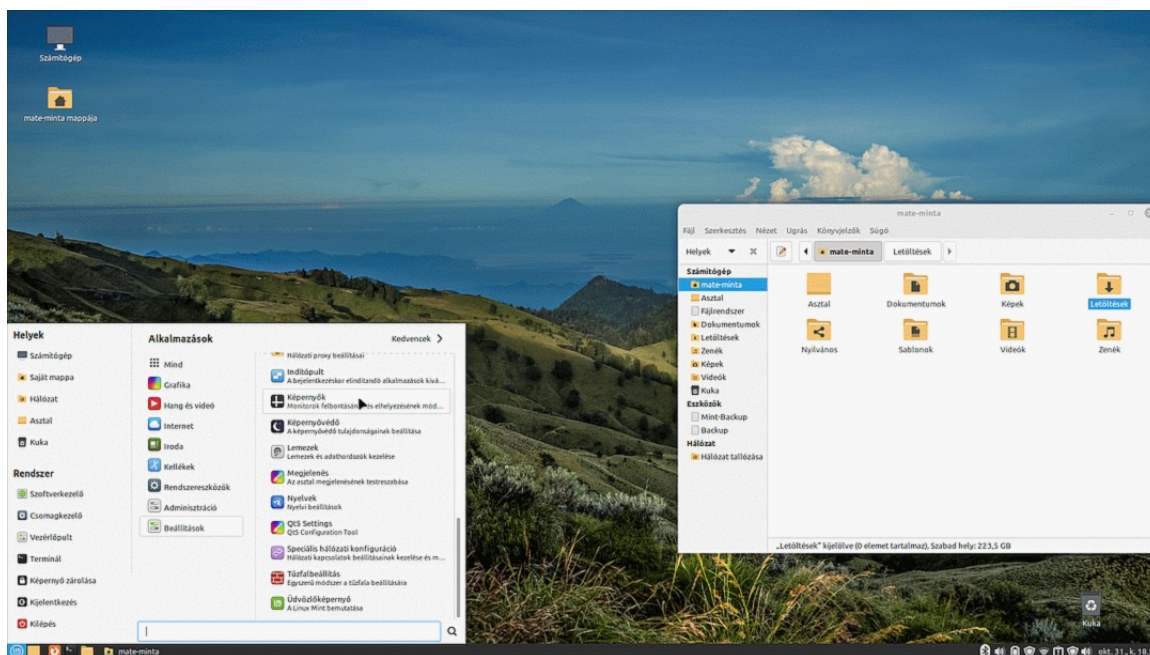 Számítógép
mate-minta mappája
mate-minta
Fájl Szerkesztés Nézet Ugrás Könyvjelzők Súgó
Helyek
mate-minta
Letöltések
Számítógép
mate-minta
Asztal
Fájlrendszer
Dokumentumok
Letöltések
Zenék
Képek
Videók
Kuka
Eszközök
Mint-Backup
Backup
Hálózat
Hálózat tallózása
Asztal
Dokumentumok
Képek
Letöltések
Nyilvános
Sablonok
Videók
Zenék
„Letöltések" kijelölve (0 elemet tartalmaz), Szabad hely: 223,5 GB
Helyek
Számítógép
Saját mappa
Hálózat
Asztal
Kuka
Rendszer
Szoftverkezelő
Csomagkezelő
Vezérlőpult
Terminál
Képernyő zárolása
Kijelentkezés
Kilépés
Alkalmazások
Kedvencek
Mind
Grafika
Hang és videó
Internet
Iroda
Kellékek
Rendszereszközök
Adminisztráció
Beállítások
Hálózati proxy beállításai
Indítópult
A bejelentkezéskor elindítandó alkalmazások kivá...
Képernyők
Monitorok felbontásának és elhelyezésének mód...
Képernyővédő
A képernyővédő tulajdonságainak beállítása
Lemezek
Lemezek és adathordozók kezelése
Megjelenés
Az asztal megjelenésének testreszabása
Nyelvek
Nyelvi beállítások
Qt5 Settings
Qt5 Configuration Tool
Speciális hálózati konfiguráció
Hálózati kapcsolatok beállításainak kezelése és m...
Tűzfalbeállítás
Egyszerű módszer a tűzfala beállítására
Üdvözlőképernyő
A Linux Mint bemutatása
Kuka
mate-minta
okt. 31., k, 18.